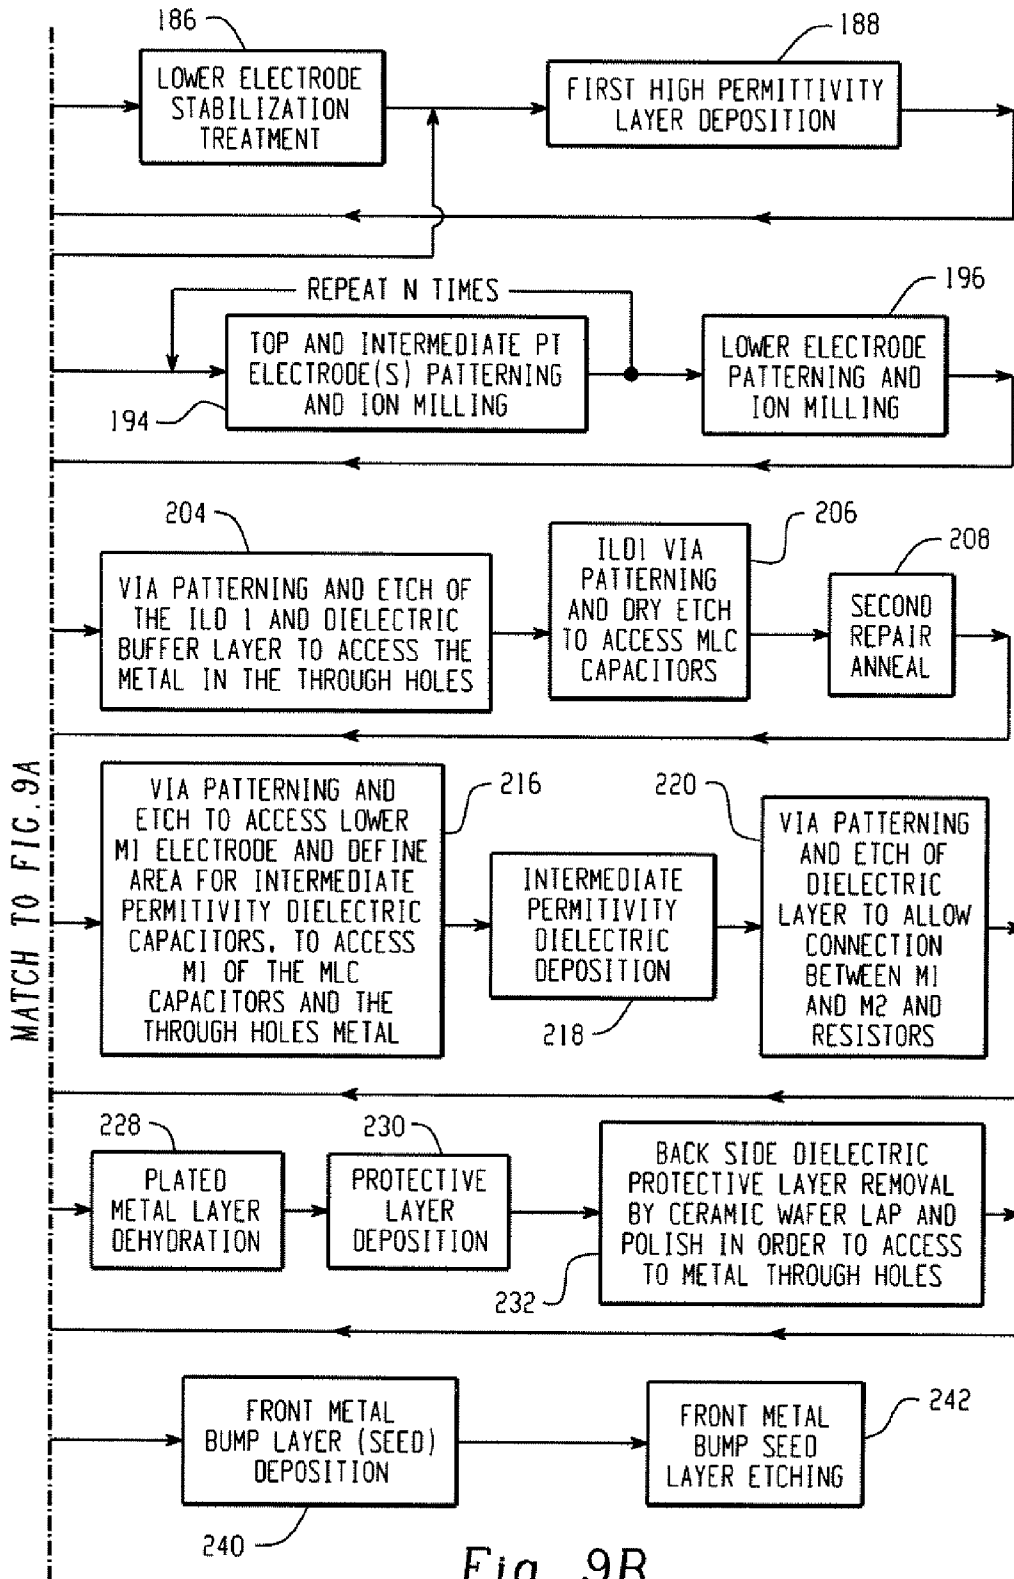 186
LOWER ELECTRODE
STABILIZATION
TREATMENT
188
FIRST HIGH PERMITTIVITY
LAYER DEPOSITION
REPEAT N TIMES
TOP AND INTERMEDIATE PT
ELECTRODE(S) PATTERNING
AND ION MILLING
194
196
LOWER ELECTRODE
PATTERNING AND
ION MILLING
204
VIA PATTERNING AND ETCH OF
THE ILD 1 AND DIELECTRIC
BUFFER LAYER TO ACCESS THE
METAL IN THE THROUGH HOLES
206
ILD1 VIA
PATTERNING
AND DRY ETCH
TO ACCESS MLC
CAPACITORS
208
SECOND
REPAIR
ANNEAL
MATCH TO FIG. 9A
216
VIA PATTERNING AND
ETCH TO ACCESS LOWER
M1 ELECTRODE AND DEFINE
AREA FOR INTERMEDIATE
PERMITIVITY DIELECTRIC
CAPACITORS, TO ACCESS
M1 OF THE MLC
CAPACITORS AND THE
THROUGH HOLES METAL
INTERMEDIATE
PERMITIVITY
DIELECTRIC
DEPOSITION
218
220
VIA PATTERNING
AND ETCH OF
DIELECTRIC
LAYER TO ALLOW
CONNECTION
BETWEEN M1
AND M2 AND
RESISTORS
228
PLATED
METAL LAYER
DEHYDRATION
230
PROTECTIVE
LAYER
DEPOSITION
BACK SIDE DIELECTRIC
PROTECTIVE LAYER REMOVAL
BY CERAMIC WAFER LAP AND
POLISH IN ORDER TO ACCESS
TO METAL THROUGH HOLES
232
FRONT METAL
BUMP LAYER (SEED)
DEPOSITION
240
242
FRONT METAL
BUMP SEED
LAYER ETCHING
Fig. 9B